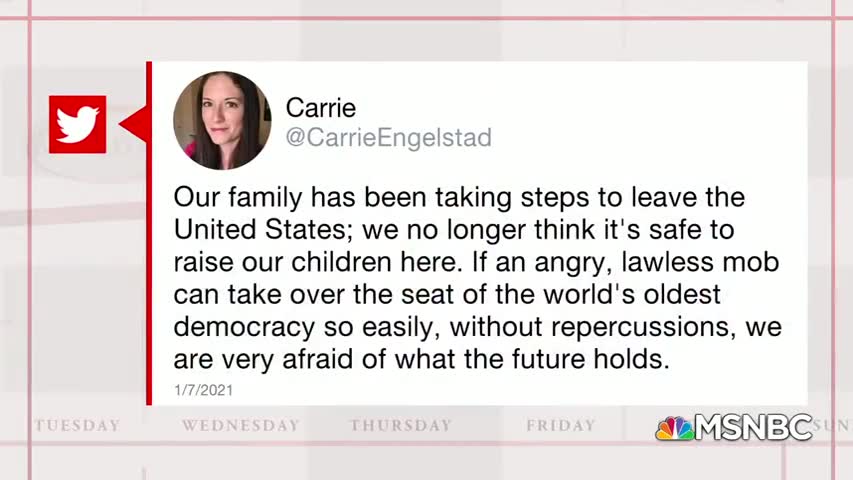 Carrie
@CarrieEngelstad
Our family has been taking steps to leave the
United States; we no longer think it's safe to
raise our children here. If an angry, lawless mob
can take over the seat of the world's oldest
democracy so easily, without repercussions, we
are very afraid of what the future holds.
1/7/2021
TUESDAY WEDNESDAY THURSDAY FRIDAY MSNBC SUN